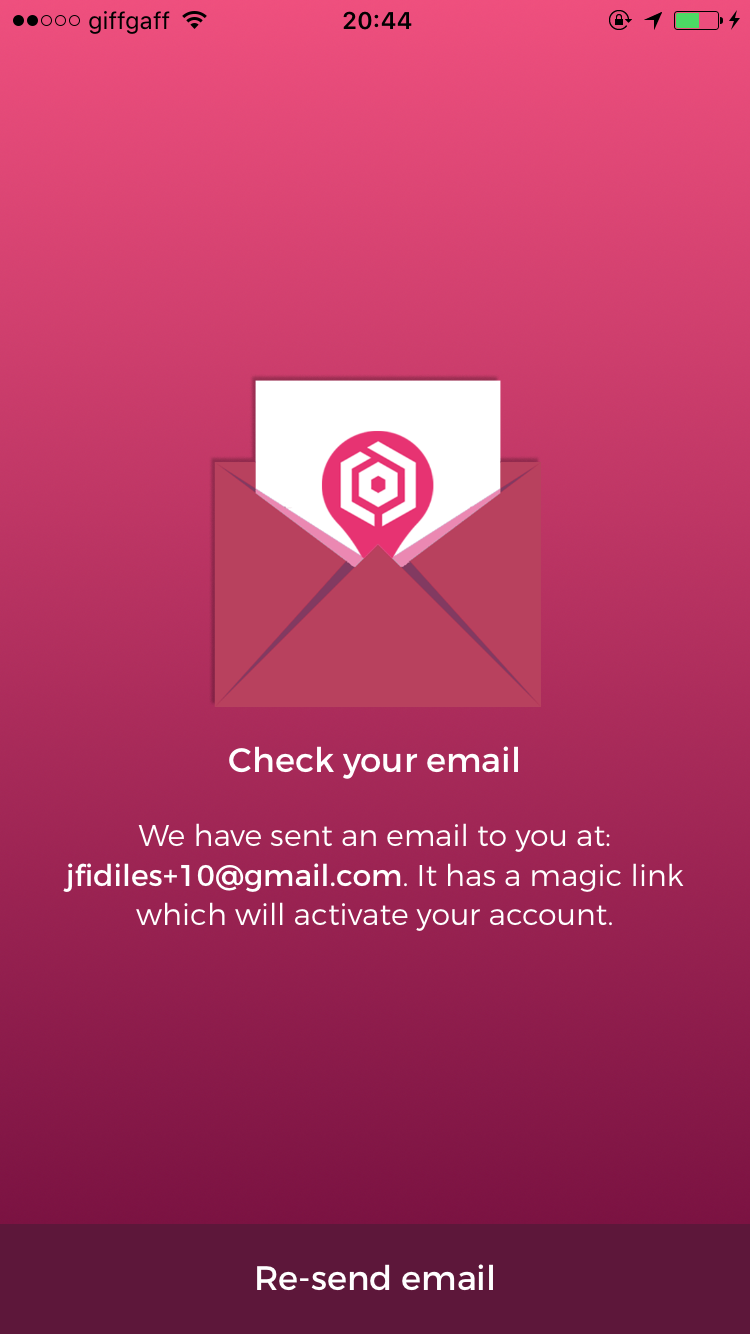 giffgaff 20:44
Check your email
We have sent an email to you at:
jfidiles+10@gmail.com. It has a magic link
which will activate your account.
Re-send email